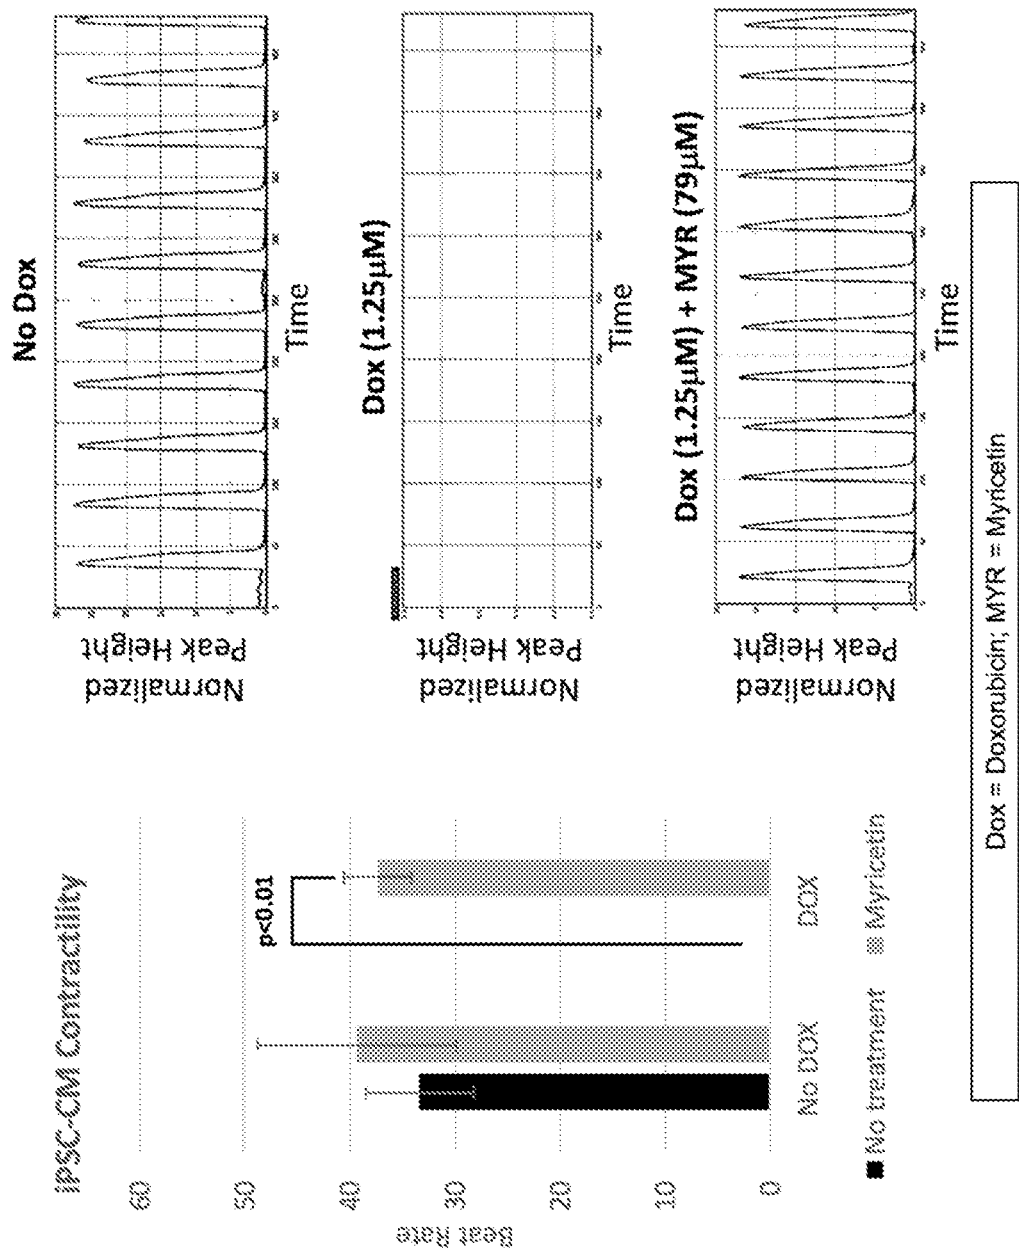 iPSC-CM Contractility
Beat Rate
60
50
40
30
20
10
0
p<0.01
No DOX
DOX
No treatment
Myricetin
No Dox
Normalized
Peak Height
Time
Dox (1.25µM)
Normalized
Peak Height
Time
Dox (1.25µM) + MYR (79µM)
Normalized
Peak Height
Time
Dox = Doxorubicin; MYR = Myricetin